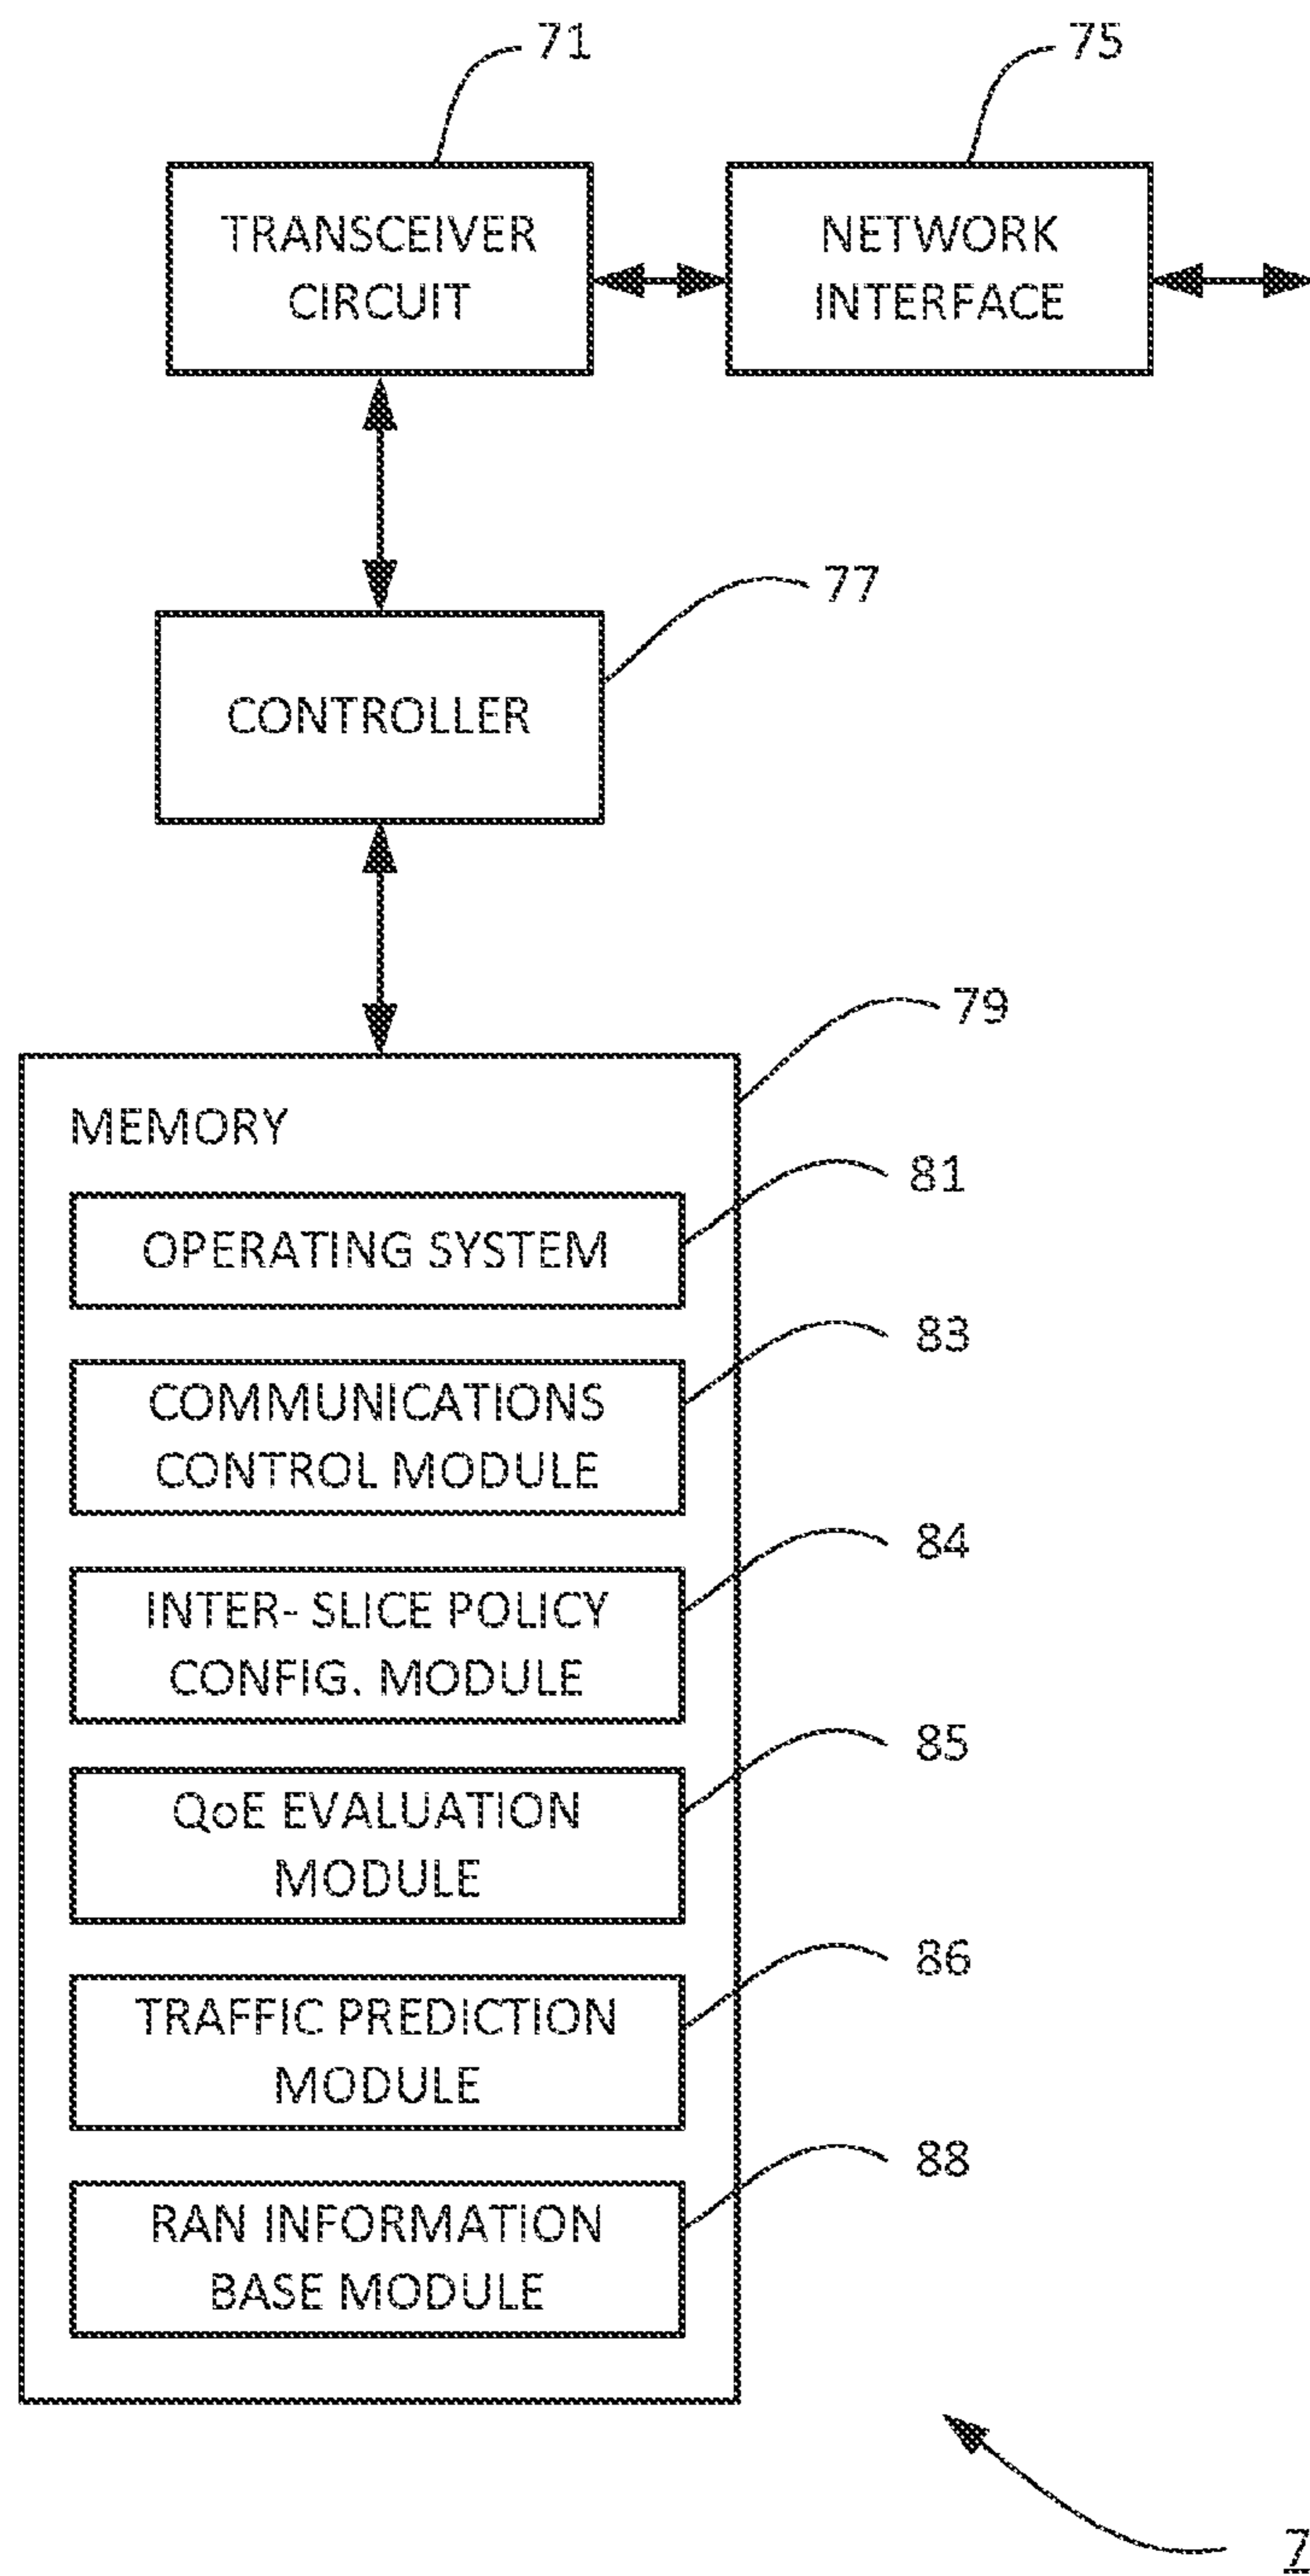 71
75
TRANSCEIVER
CIRCUIT
NETWORK
INTERFACE
77
CONTROLLER
79
MEMORY
81
OPERATING SYSTEM
83
COMMUNICATIONS
CONTROL MODULE
84
INTER- SLICE POLICY
CONFIG. MODULE
85
QoE EVALUATION
MODULE
86
TRAFFIC PREDICTION
MODULE
88
RAN INFORMATION
BASE MODULE
7